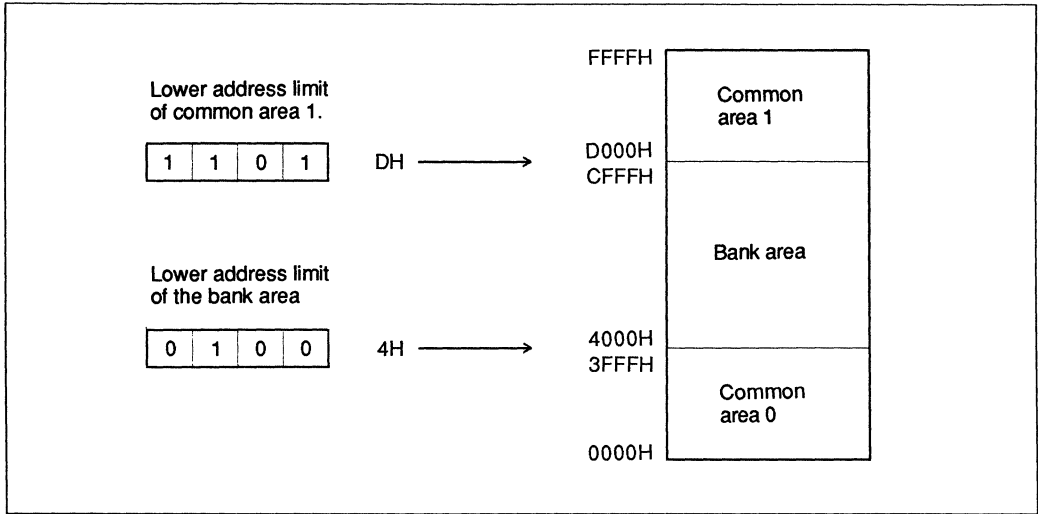 Lower address limit
of common area 1.
1 1 0 1
DH
Lower address limit
of the bank area
0 1 0 0
4H
FFFFH
Common
area 1
D000H
CFFFH
Bank area
4000H
3FFFH
Common
area 0
0000H